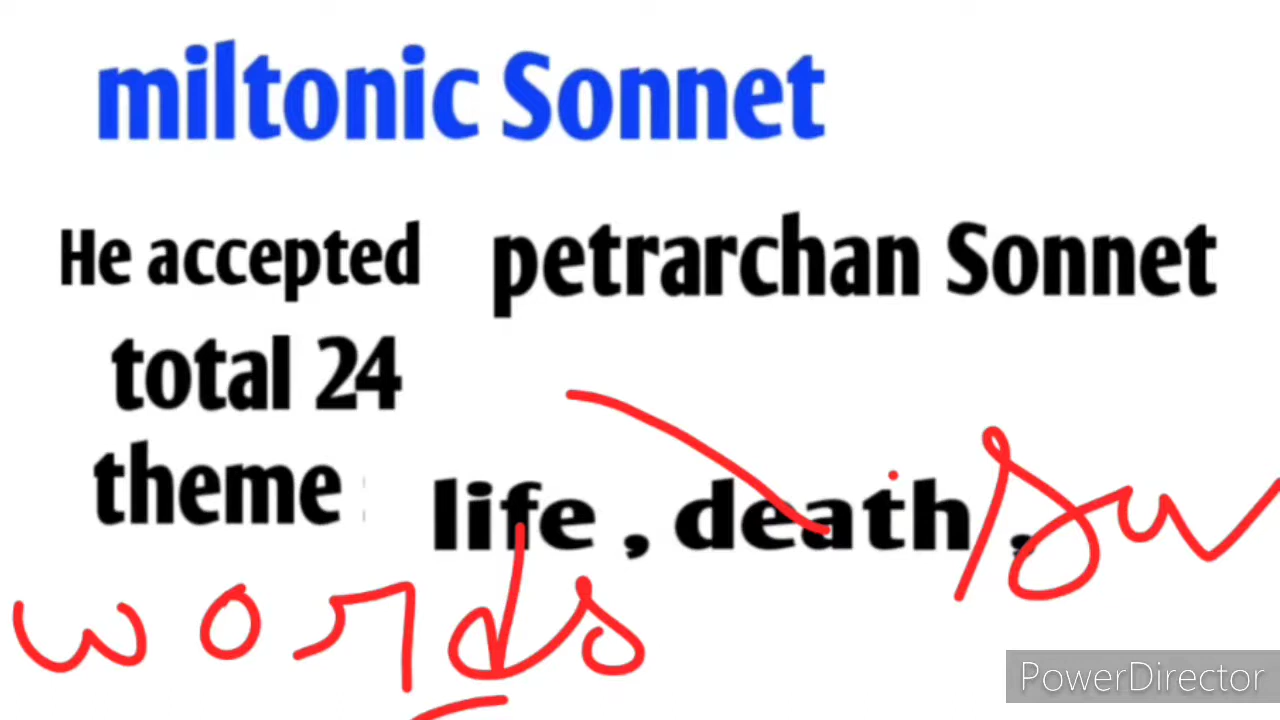 miltonic Sonnet
He accepted petrarchan Sonnet
total 24
theme : life , death ,
words
PowerDirector